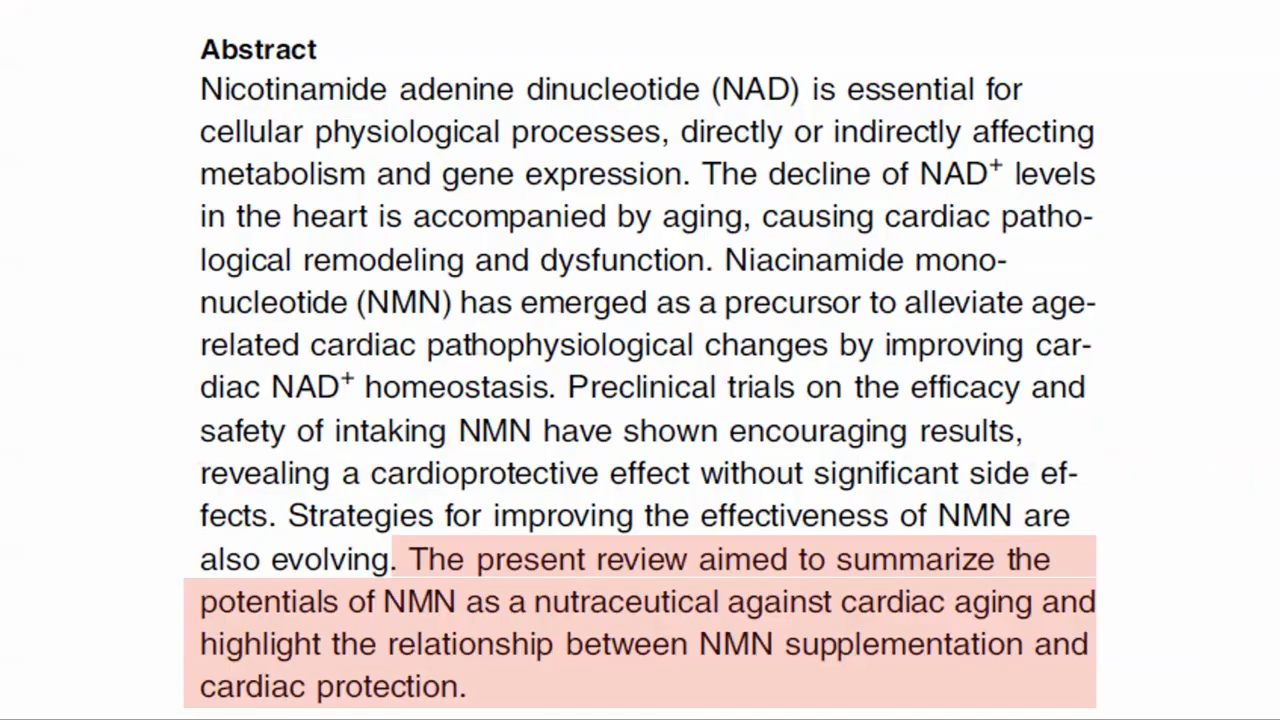 Abstract
Nicotinamide adenine dinucleotide (NAD) is essential for
cellular physiological processes, directly or indirectly affecting
metabolism and gene expression. The decline of NAD⁺ levels
in the heart is accompanied by aging, causing cardiac patho-
logical remodeling and dysfunction. Niacinamide mono-
nucleotide (NMN) has emerged as a precursor to alleviate age-
related cardiac pathophysiological changes by improving car-
diac NAD⁺ homeostasis. Preclinical trials on the efficacy and
safety of intaking NMN have shown encouraging results,
revealing a cardioprotective effect without significant side ef-
fects. Strategies for improving the effectiveness of NMN are
also evolving. The present review aimed to summarize the
potentials of NMN as a nutraceutical against cardiac aging and
highlight the relationship between NMN supplementation and
cardiac protection.